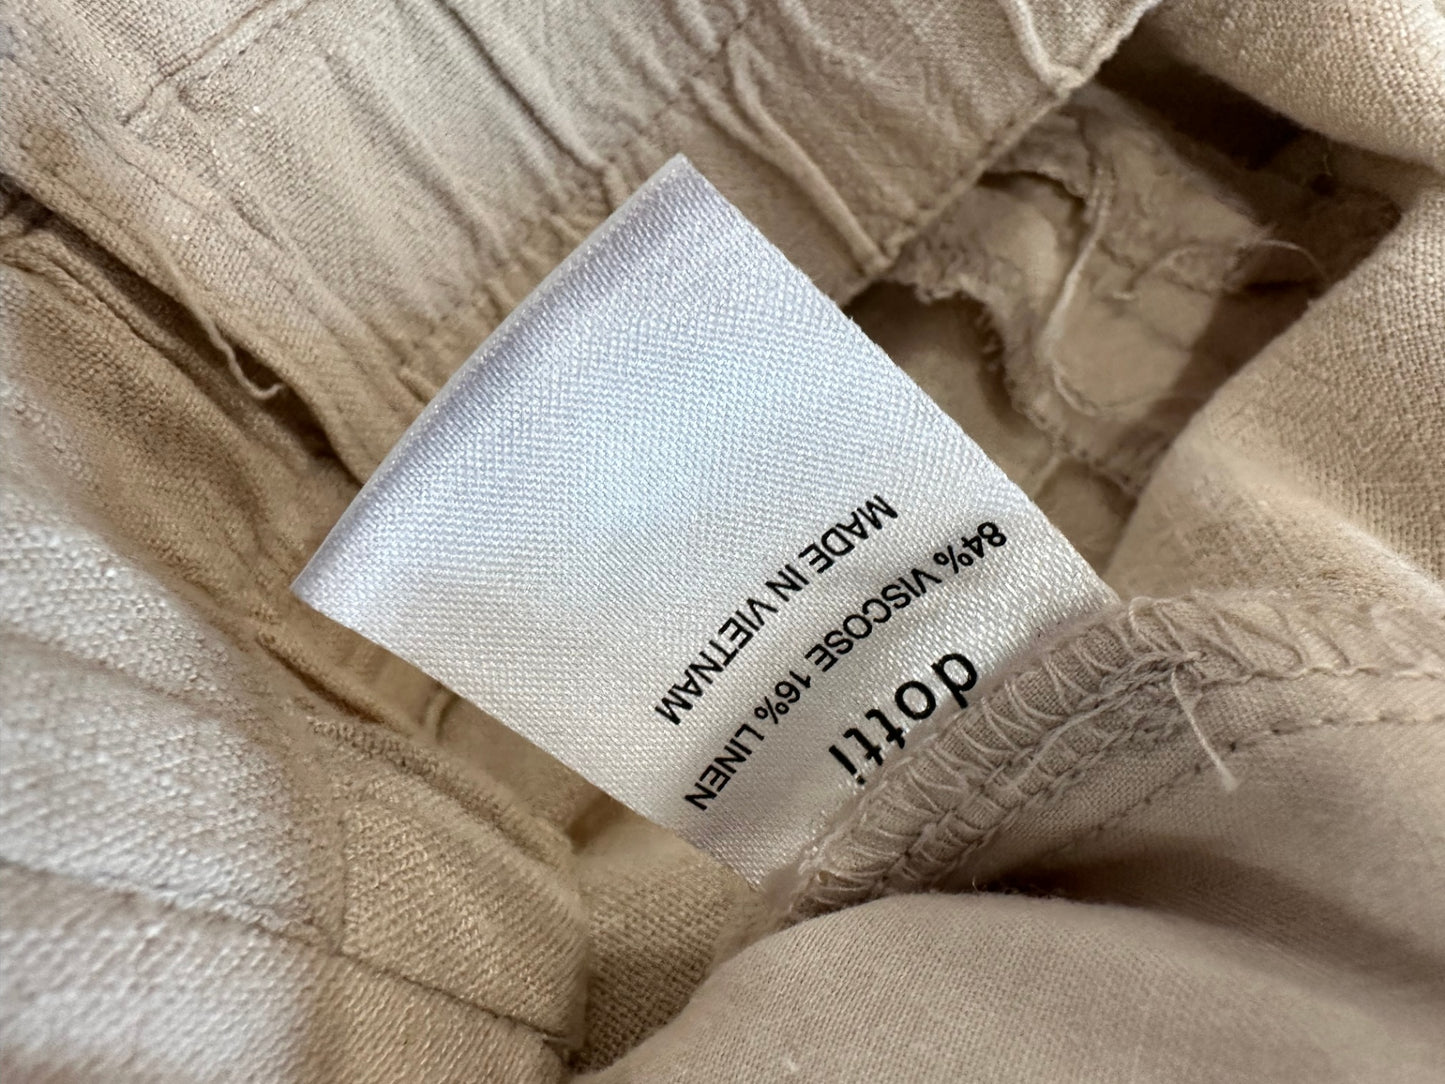 dotti
84% VISCOSE 16% LINEN
MADE IN VIETNAM